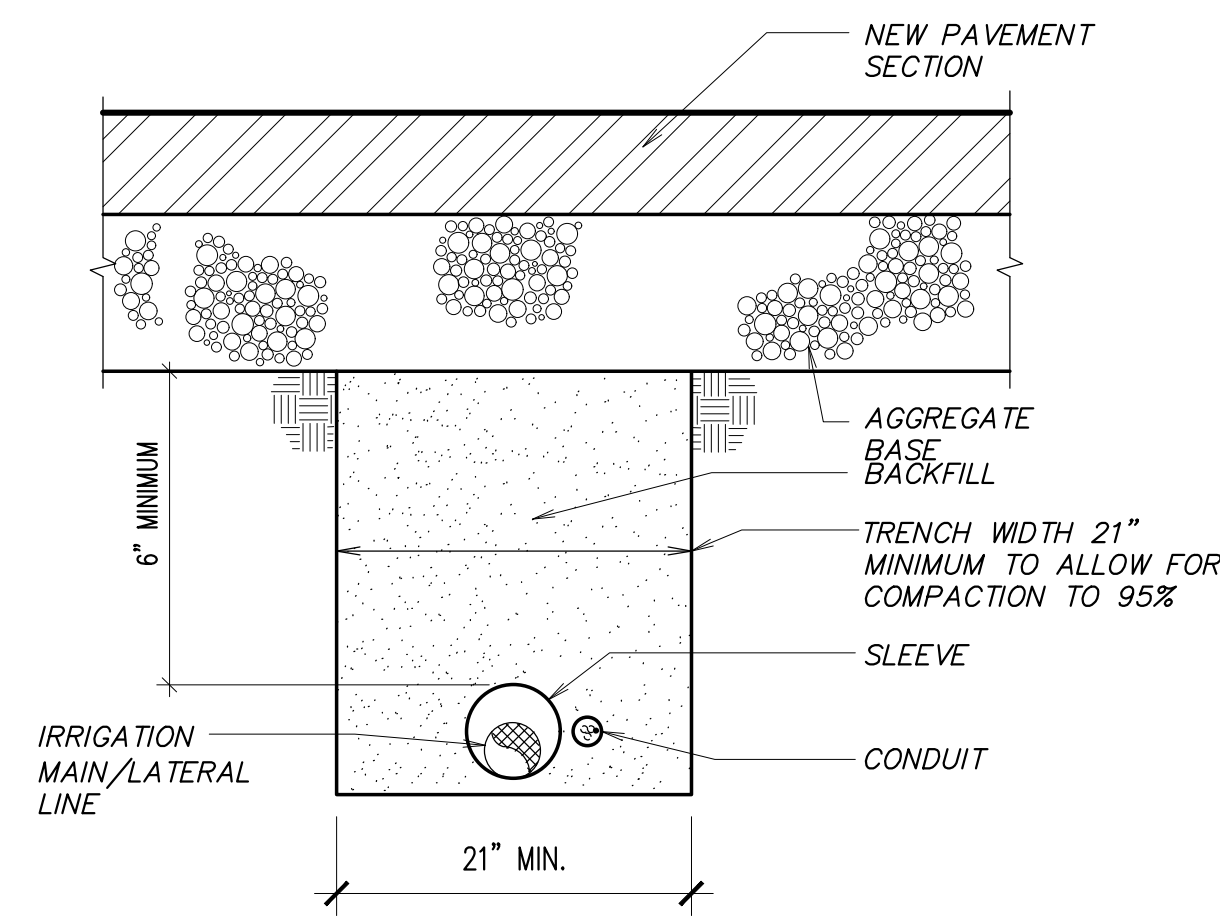 NEW PAVEMENT
SECTION
AGGREGATE
BASE
BACKFILL
6” MINIMUM
TRENCH WIDTH 21”
MINIMUM TO ALLOW FOR
COMPACTION TO 95%
SLEEVE
IRRIGATION
MAIN/LATERAL
LINE
CONDUIT
21” MIN.